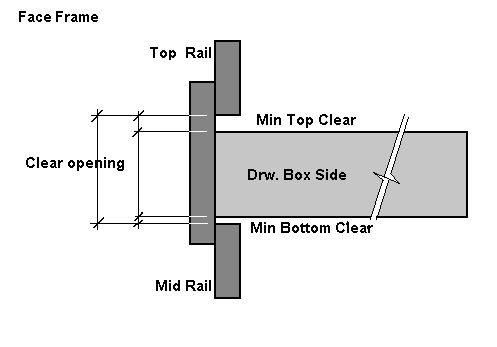 Face Frame
Top Rail
Min Top Clear
Clear opening
Drw. Box Side
Min Bottom Clear
Mid Rail